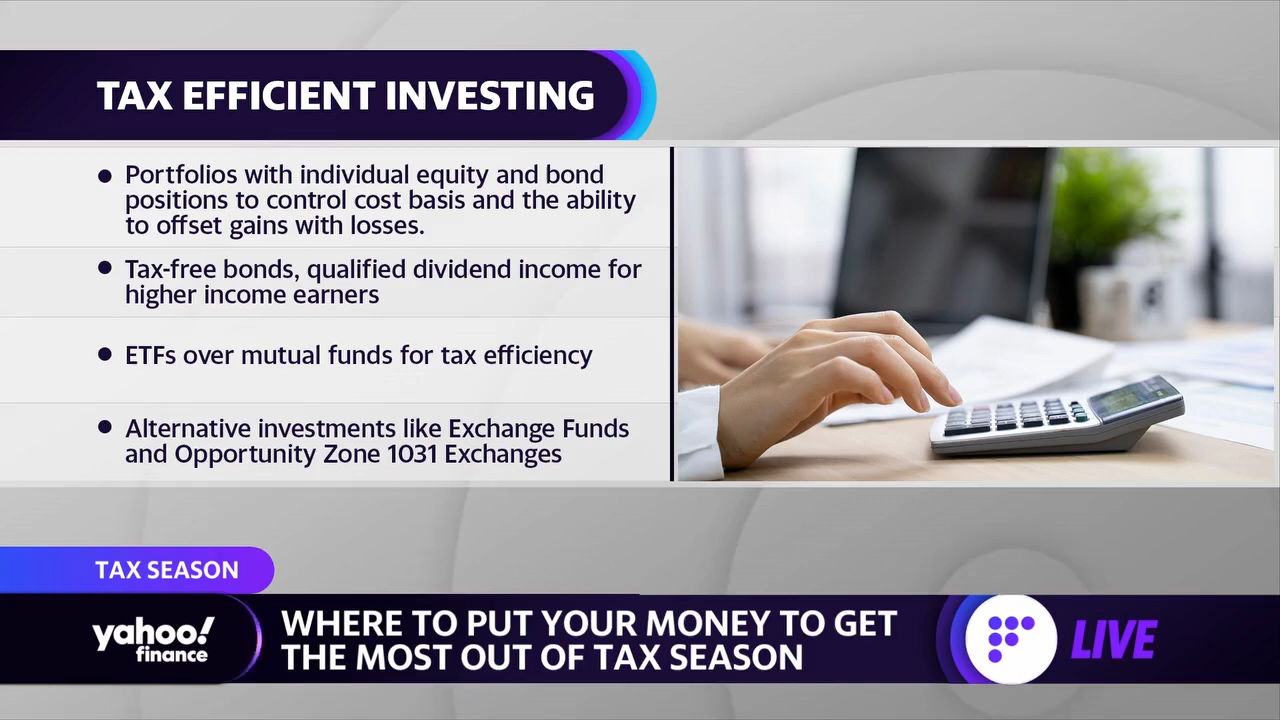 TAX EFFICIENT INVESTING
● Portfolios with individual equity and bond
positions to control cost basis and the ability
to offset gains with losses.
● Tax-free bonds, qualified dividend income for
higher income earners
● ETFs over mutual funds for tax efficiency
● Alternative investments like Exchange Funds
and Opportunity Zone 1031 Exchanges
TAX SEASON
yahoo!
finance
WHERE TO PUT YOUR MONEY TO GET
THE MOST OUT OF TAX SEASON
LIVE